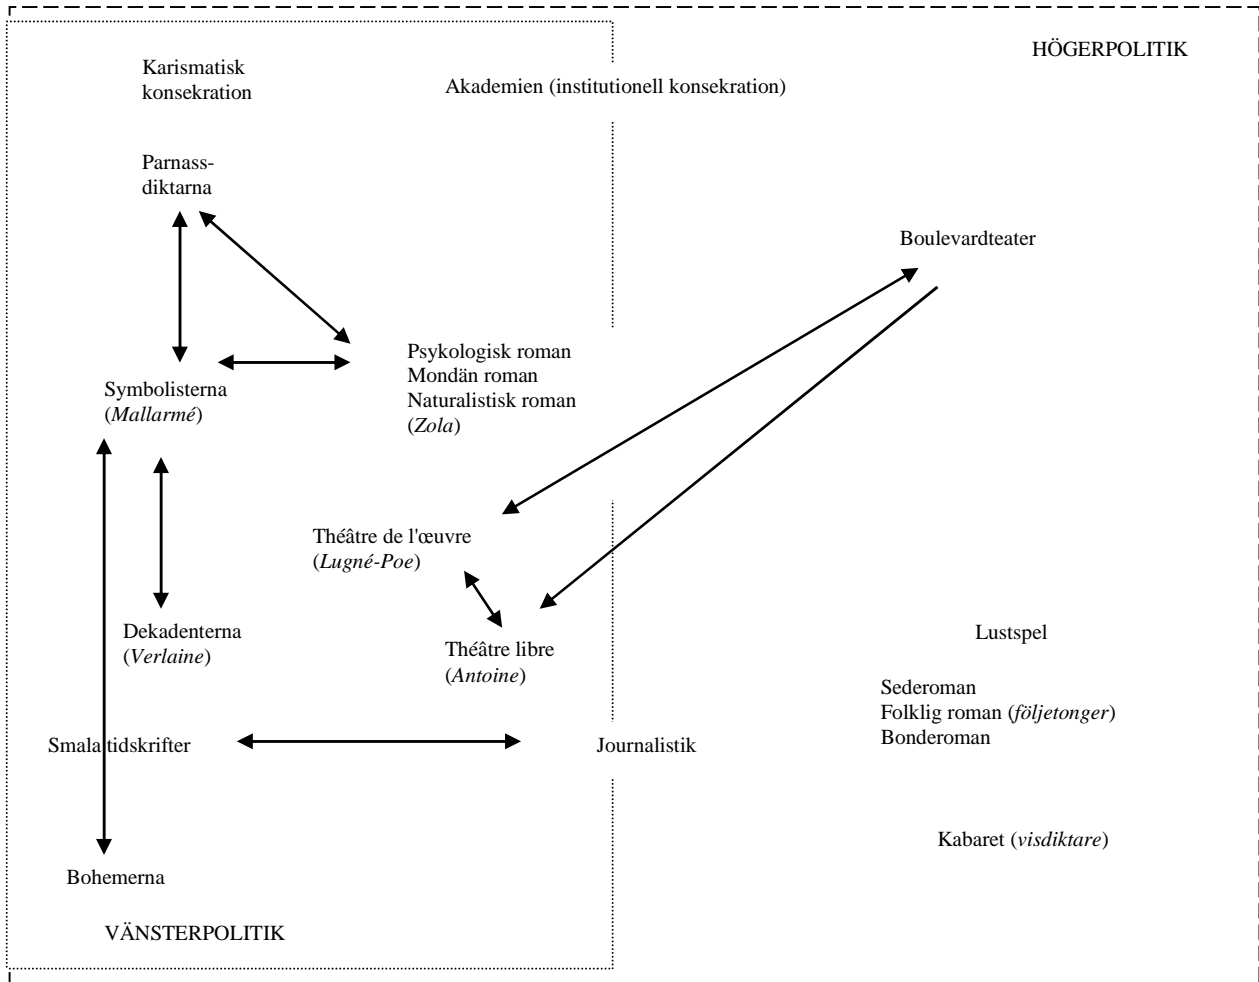 HÖGERPOLITIK
Karismatisk
konsekration
Akademien (institutionell konsekration)
Parnass-
diktarna
Boulevardteater
Psykologisk roman
Mondän roman
Naturalistisk roman
(Zola)
Symbolisterna
(Mallarmé)
Théâtre de l'œuvre
(Lugné-Poe)
Dekadenterna
(Verlaine)
Théâtre libre
(Antoine)
Lustspel
Sederoman
Folklig roman (följetonger)
Bonderoman
Smala tidskrifter
Journalistik
Kabaret (visdiktare)
Bohemerna
VÄNSTERPOLITIK